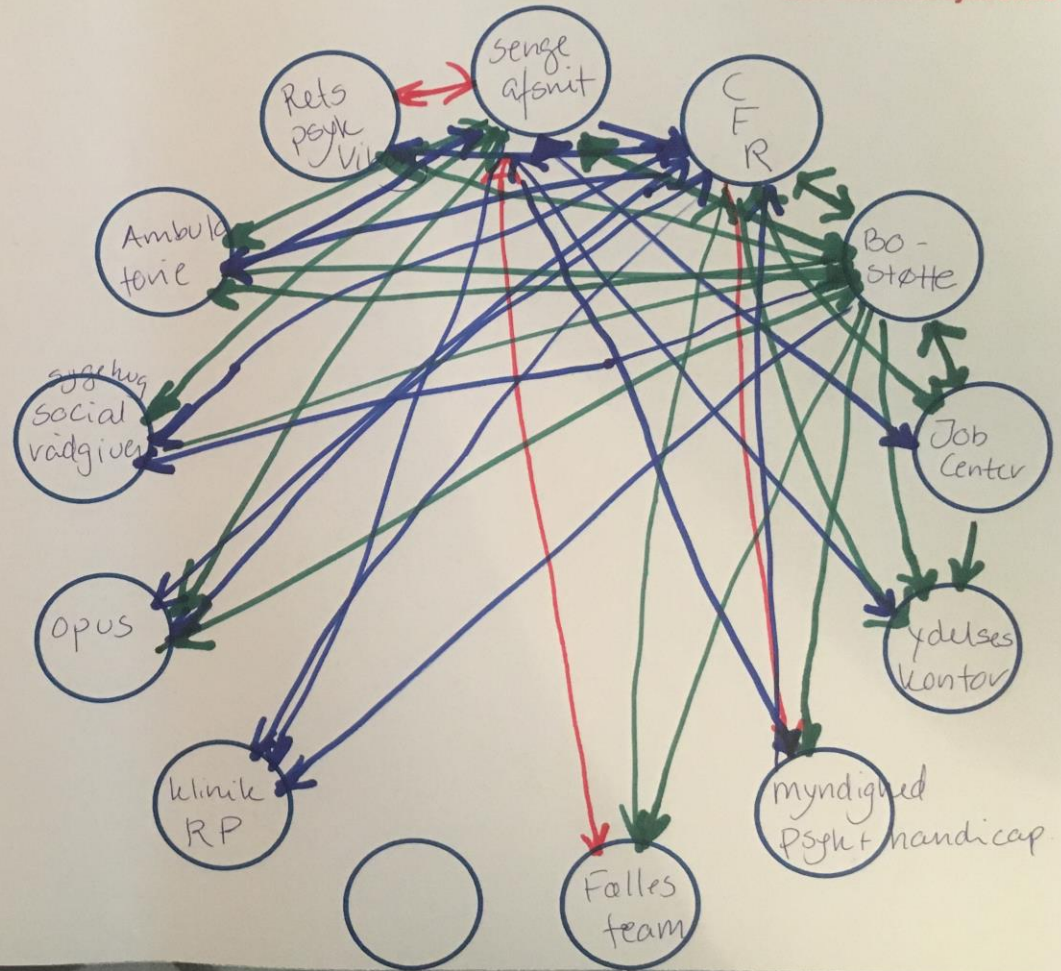 Senge
afsnit
C
F
R
Bo-
støtte
Job
Center
Ydelses
kontor
myndighed
psyk + handicap
Fælles
team
klinik
RP
opus
sygehus
social
rådgiver
Ambula
torie
Rets
psyk